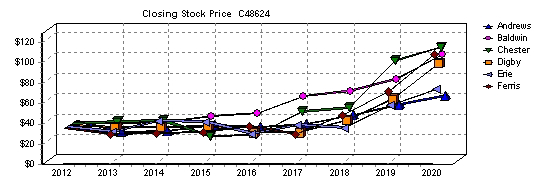 Closing Stock Price C48624
$120
$100
$80
$60
$40
$20
$0
2012 2013 2014 2015 2016 2017 2018 2019 2020
Andrews
Baldwin
Chester
Digby
Erie
Ferris